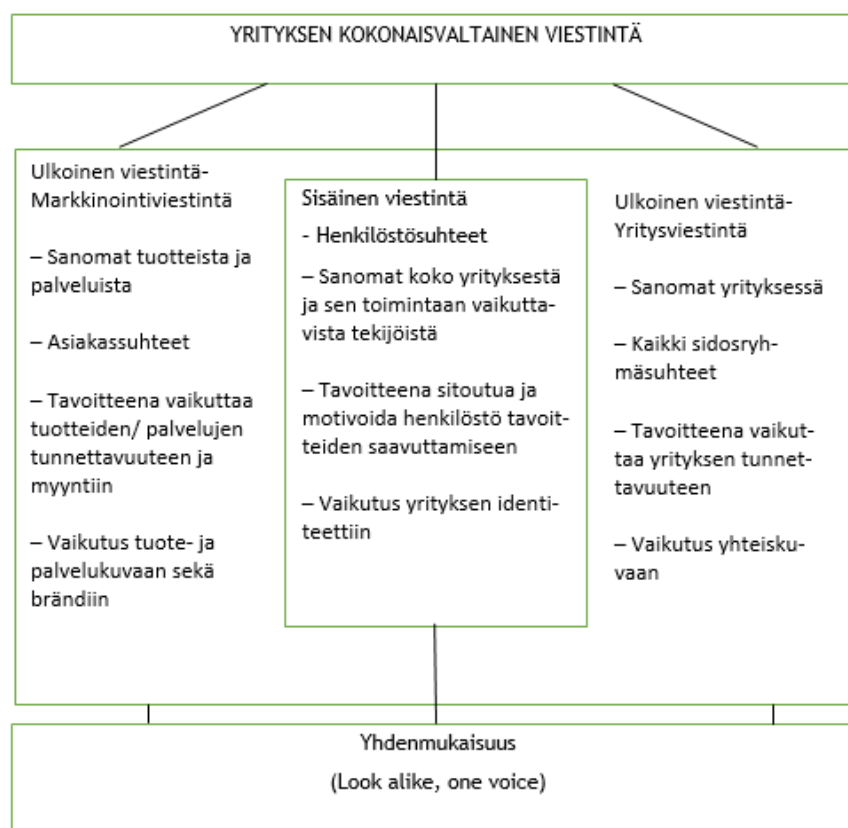 YRITYKSEN KOKONAISVALTAINEN VIESTINTÄ
Ulkoinen viestintä-
Markkinointiviestintä
– Sanomat tuotteista ja
palveluista
– Asiakassuhteet
– Tavoitteena vaikuttaa
tuotteiden/ palvelujen
tunnettavuuteen ja
myyntiin
– Vaikutus tuote- ja
palvelukuvaan sekä
brändiin
Sisäinen viestintä
- Henkilöstösuhteet
– Sanomat koko yrityksestä
ja sen toimintaan vaikutta-
vista tekijöistä
– Tavoitteena sitoutua ja
motivoida henkilöstö tavoit-
teiden saavuttamiseen
– Vaikutus yrityksen identi-
teettiin
Ulkoinen viestintä-
Yritysviestintä
– Sanomat yrityksessä
– Kaikki sidosryh-
mäsuhteet
– Tavoitteena vaikut-
taa yrityksen tunnet-
tavuuteen
– Vaikutus yhteisku-
vaan
Yhdenmukaisuus
(Look alike, one voice)